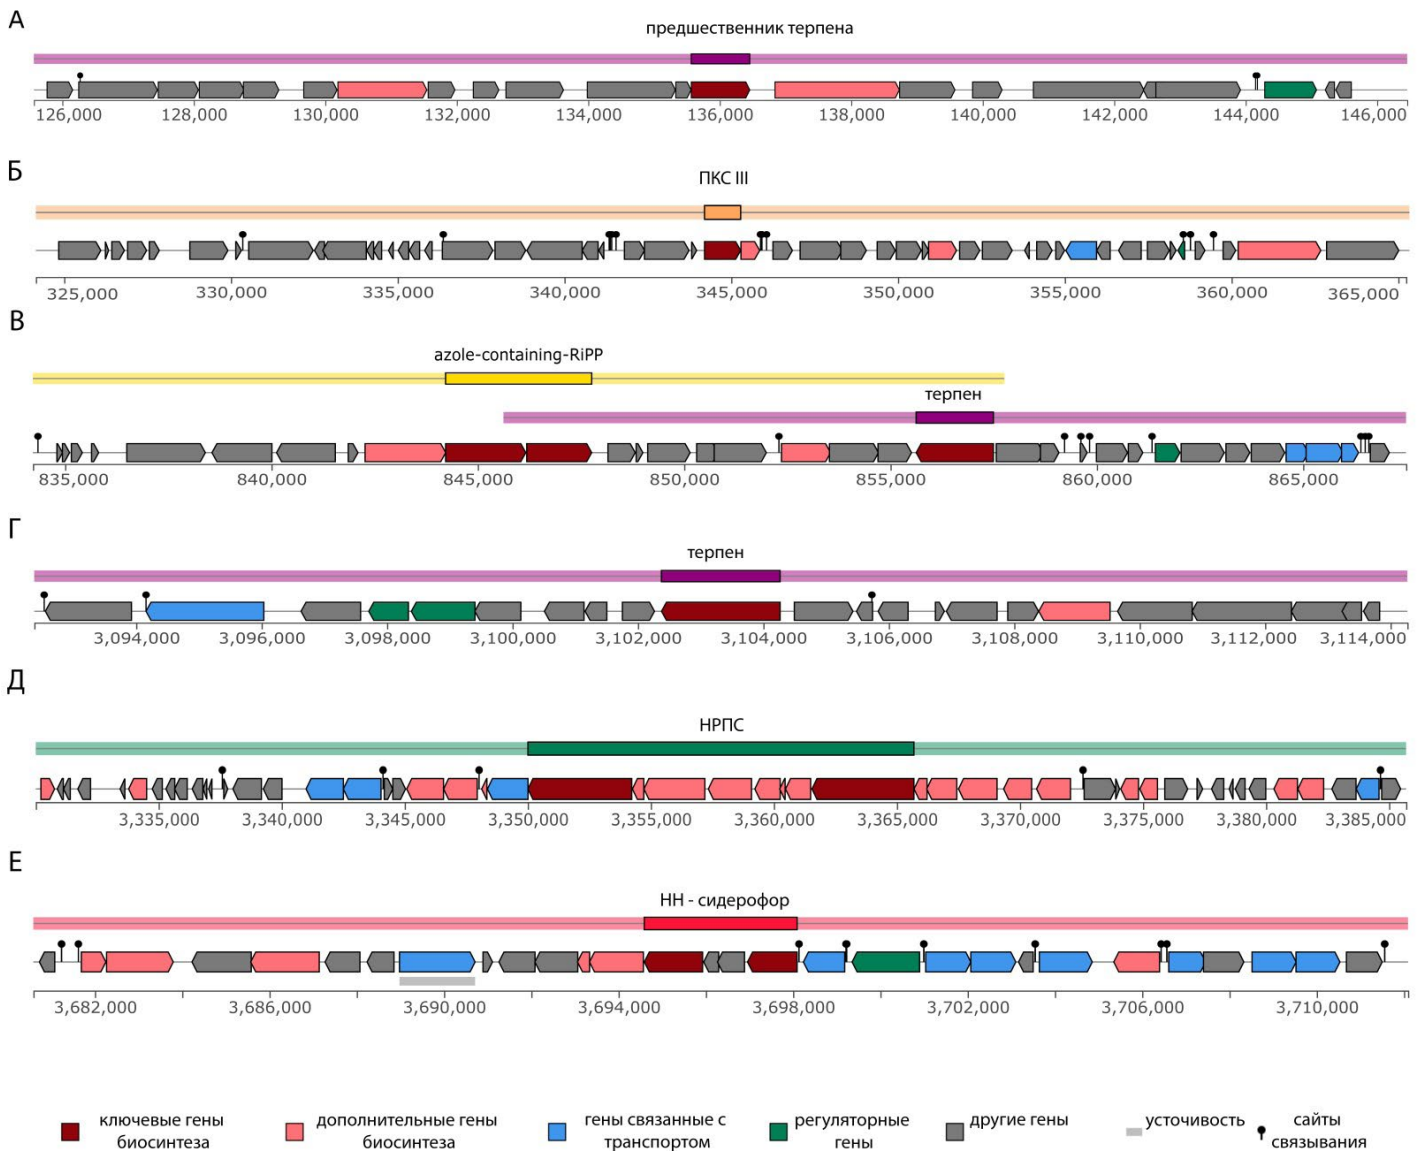 А
предшественник терпена
126,000 128,000 130,000 132,000 134,000 136,000 138,000 140,000 142,000 144,000 146,000
Б
ПКС III
325,000 330,000 335,000 340,000 345,000 350,000 355,000 360,000 365,000
В
azole-containing-RiPP
терпен
835,000 840,000 845,000 850,000 855,000 860,000 865,000
Г
терпен
3,094,000 3,096,000 3,098,000 3,100,000 3,102,000 3,104,000 3,106,000 3,108,000 3,110,000 3,112,000 3,114,000
Д
НРПС
3,335,000 3,340,000 3,345,000 3,350,000 3,355,000 3,360,000 3,365,000 3,370,000 3,375,000 3,380,000 3,385,000
Е
НН - сидерофор
3,682,000 3,686,000 3,690,000 3,694,000 3,698,000 3,702,000 3,706,000 3,710,000
ключевые гены
биосинтеза
дополнительные гены
биосинтеза
гены связанные с
транспортом
регуляторные
гены
другие гены
усточивость
сайты
связывания